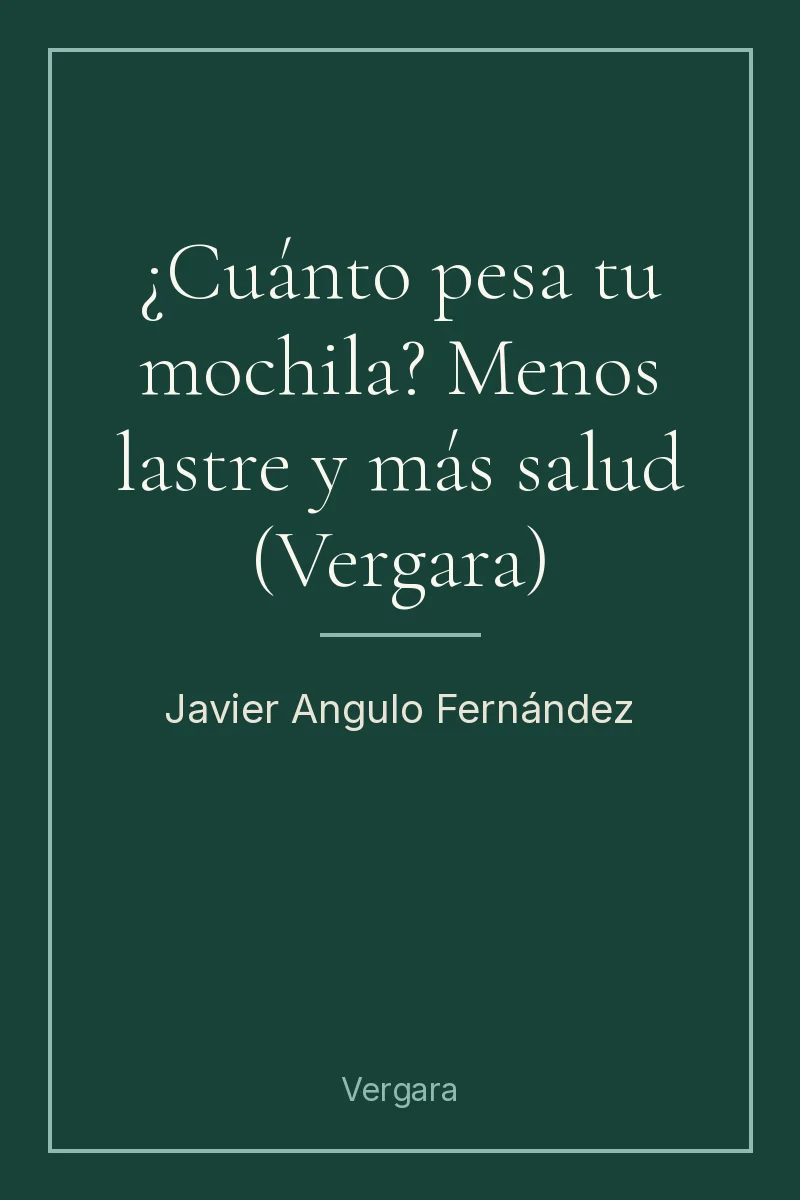 ¿Cuánto pesa tu
mochila? Menos
lastre y más salud
(Vergara)
Javier Angulo Fernández
Vergara